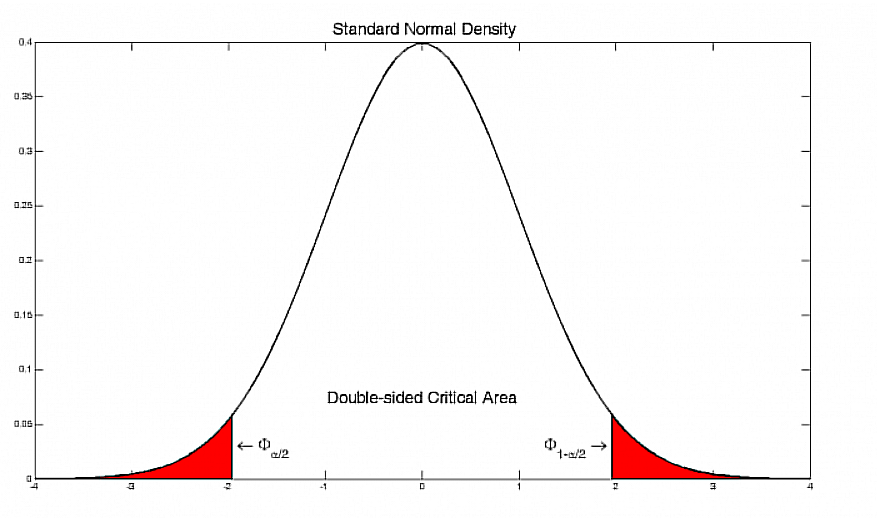 Standard Normal Density
0.4
0.35
0.3
0.25
0.2
0.15
0.1
0.05
0
Double-sided Critical Area
← Φα/2
Φ1-α/2 →
-4 -3 -2 -1 0 1 2 3 4